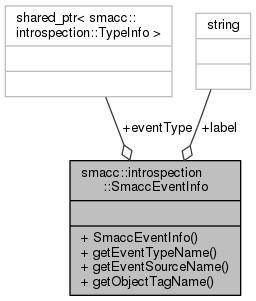 shared_ptr< smacc::
introspection::TypeInfo >
string
+eventType
+label
smacc::introspection
::SmaccEventInfo
+ SmaccEventInfo()
+ getEventTypeName()
+ getEventSourceName()
+ getObjectTagName()